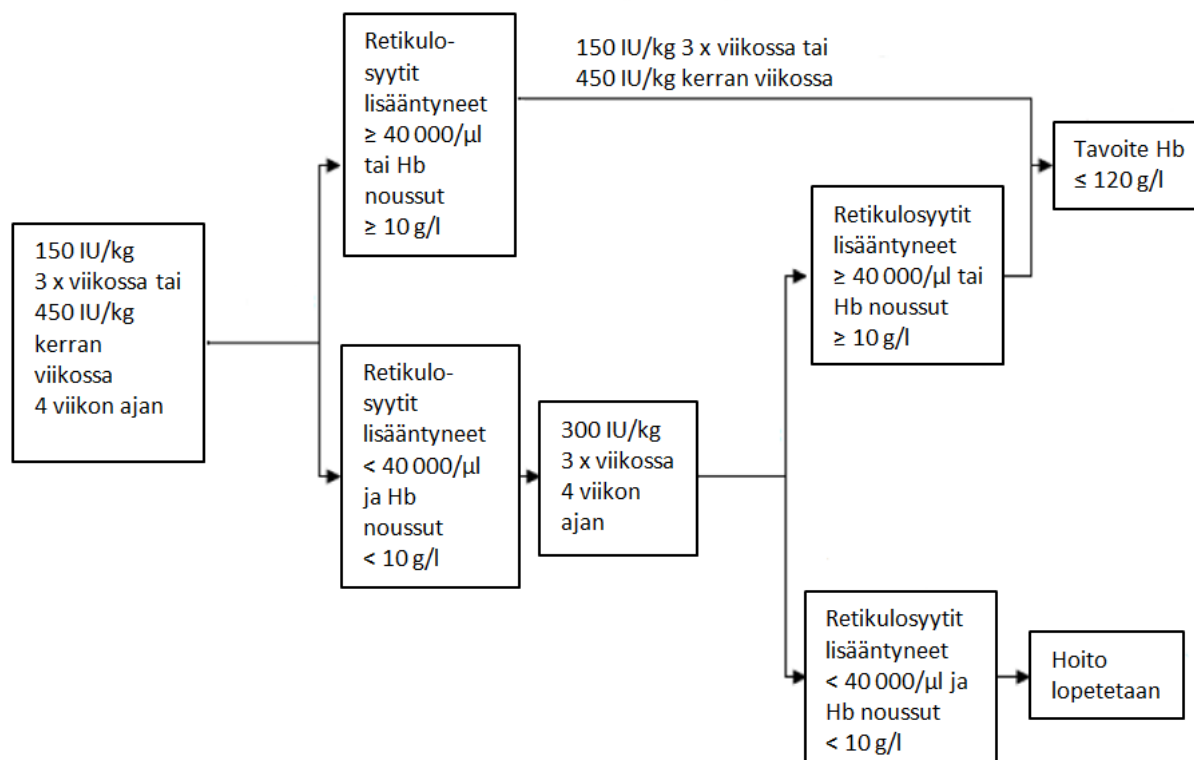 150 IU/kg
3 x viikossa tai
450 IU/kg
kerran
viikossa
4 viikon ajan
Retikulo-
syytit
lisääntyneet
≥ 40 000/µl
tai Hb
noussut
≥ 10 g/l
150 IU/kg 3 x viikossa tai
450 IU/kg kerran viikossa
Retikulo-
syytit
lisääntyneet
< 40 000/µl
ja Hb
noussut
< 10 g/l
300 IU/kg
3 x viikossa
4 viikon
ajan
Retikulosyytit
lisääntyneet
≥ 40 000/µl tai
Hb noussut
≥ 10 g/l
Tavoite Hb
≤ 120 g/l
Retikulosyytit
lisääntyneet
< 40 000/µl ja
Hb noussut
< 10 g/l
Hoito
lopetetaan